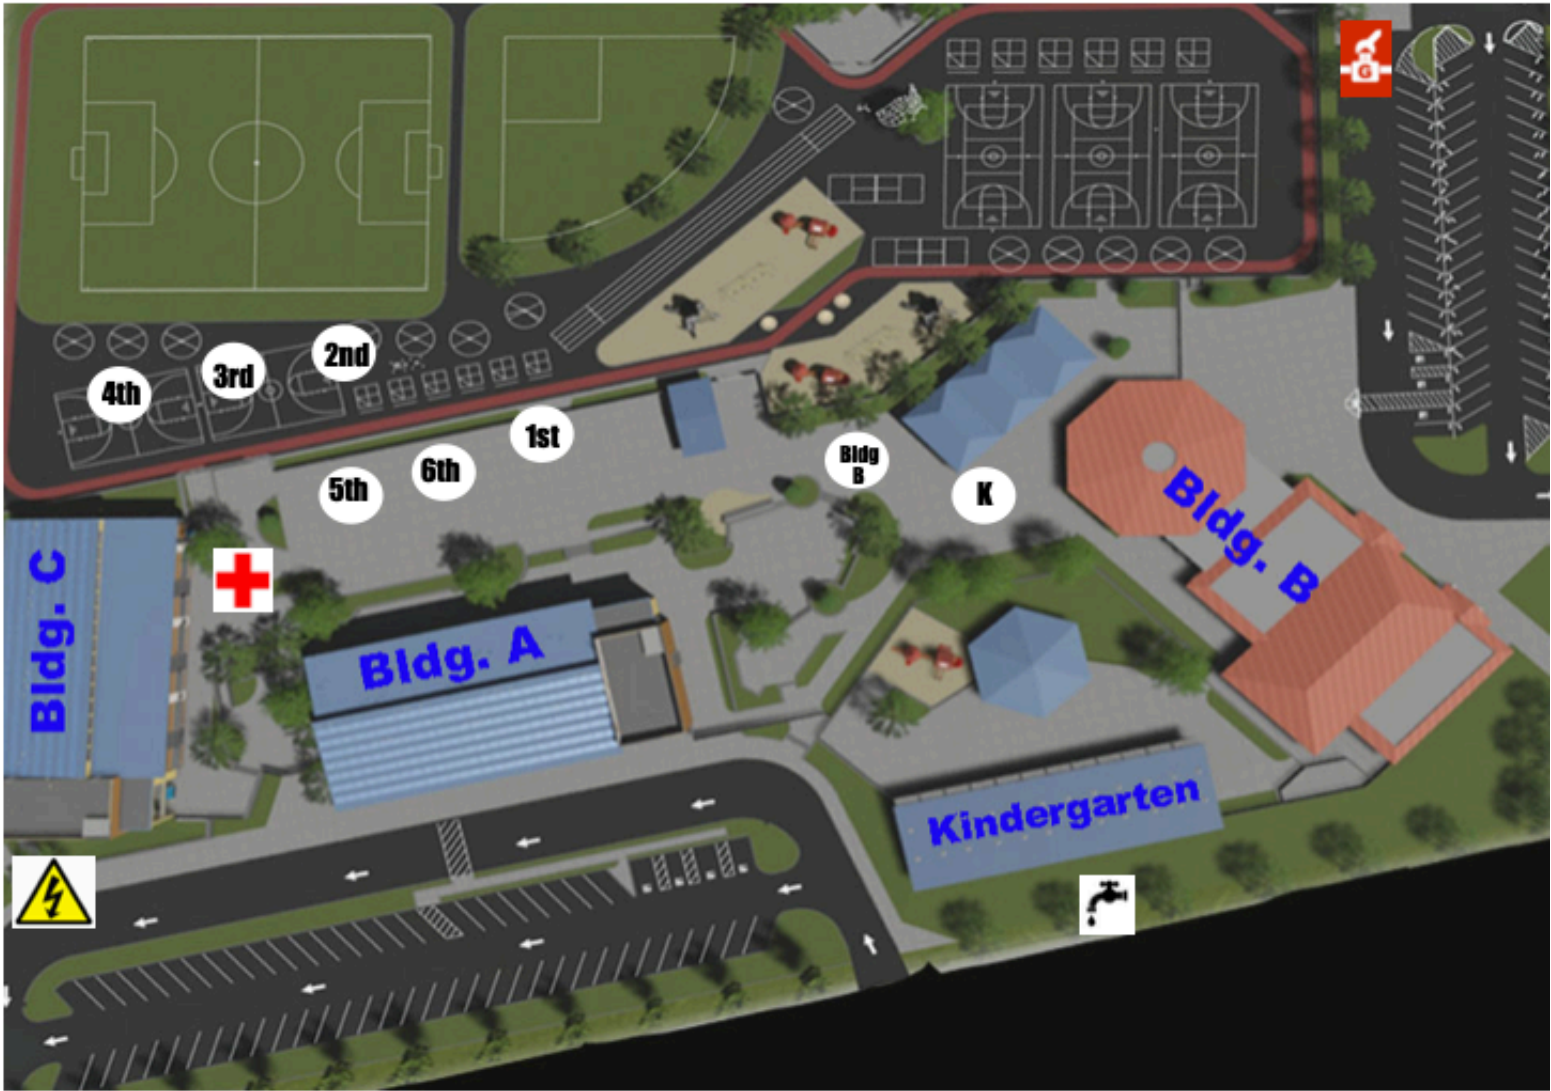 G
2nd
3rd
4th
1st
Bldg
B
6th
5th
K
Bldg. B
Bldg. C
Bldg. A
Kindergarten